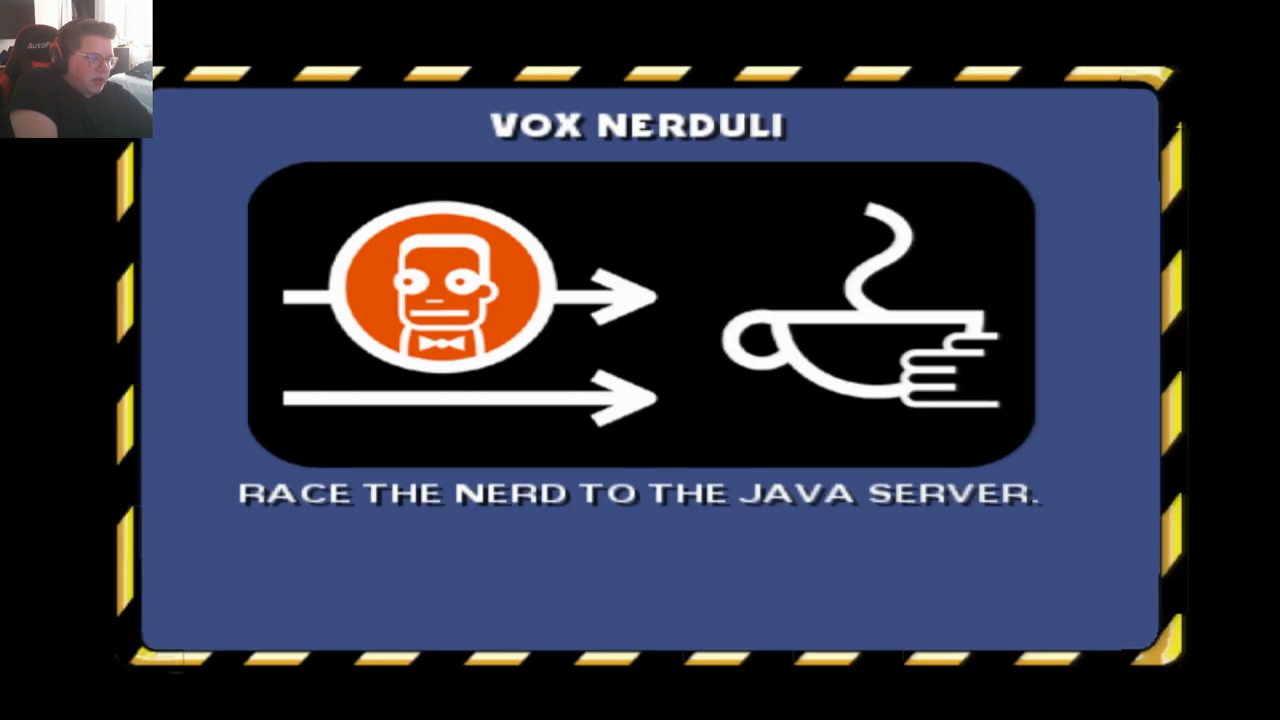 VOX NERDULI
RACE THE NERD TO THE JAVA SERVER.